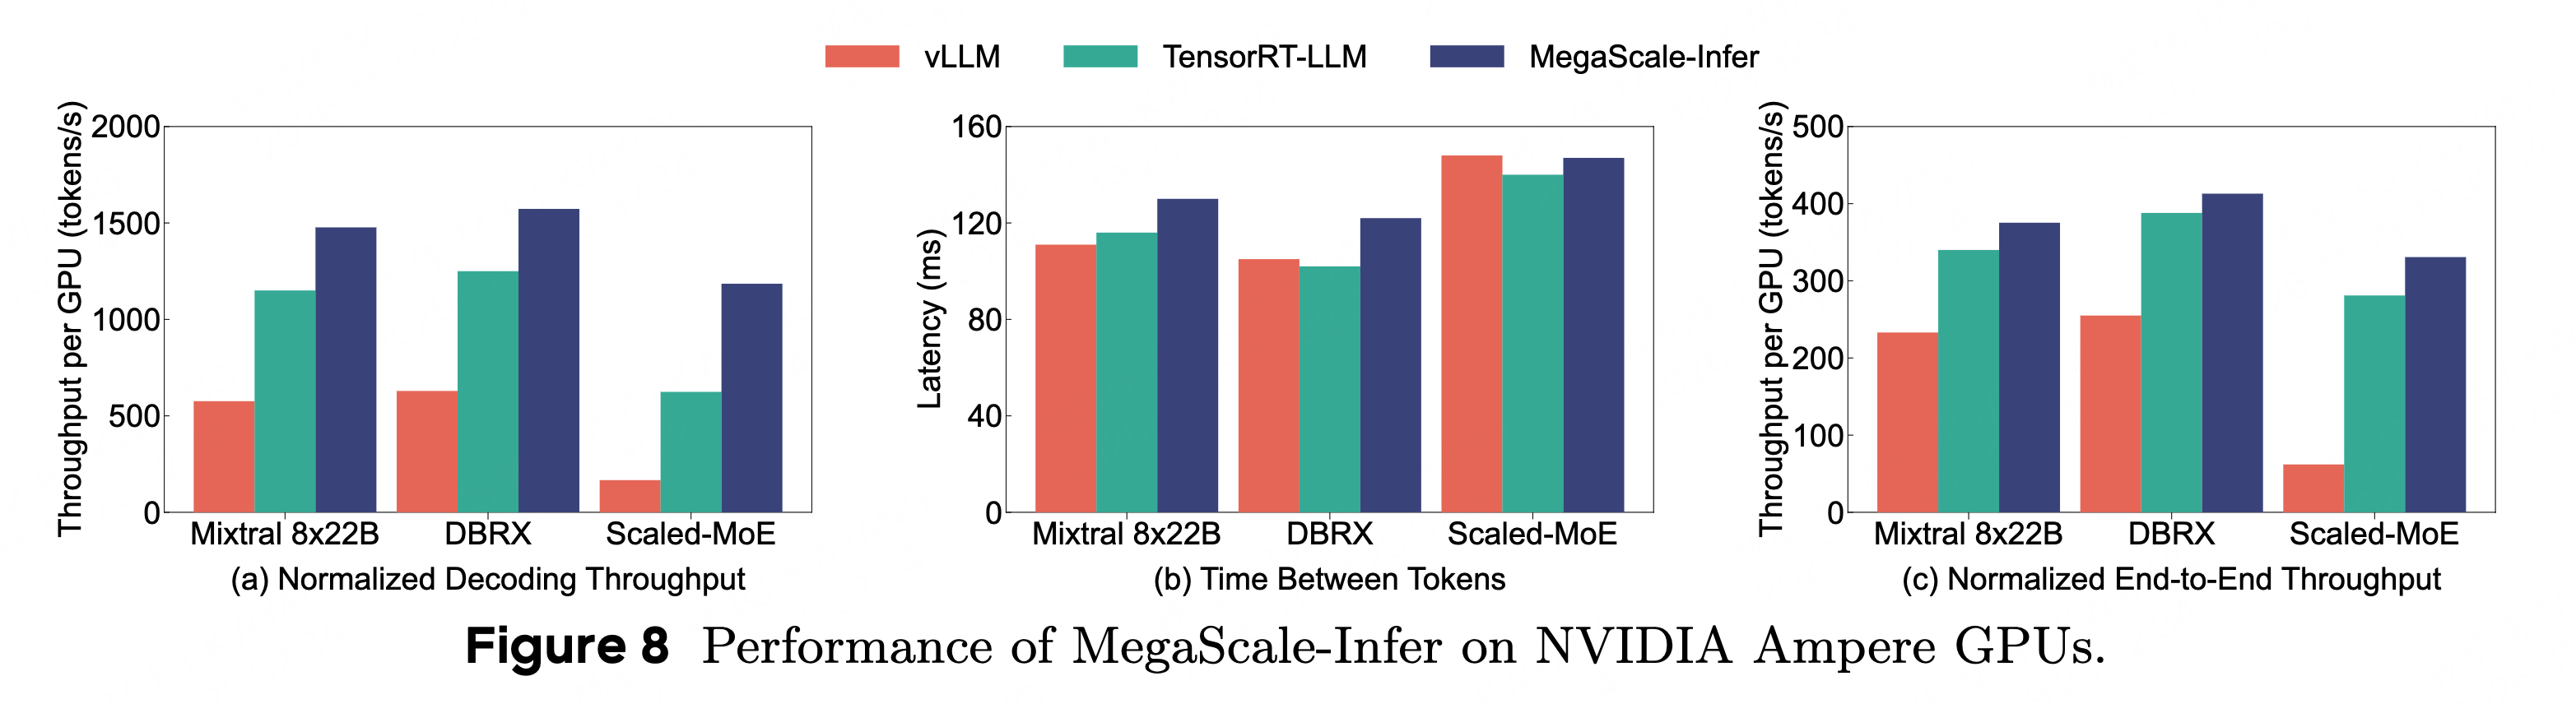 vLLM TensorRT-LLM MegaScale-Infer
Throughput per GPU (tokens/s)
2000
1500
1000
500
0
Mixtral 8x22B DBRX Scaled-MoE
(a) Normalized Decoding Throughput
Latency (ms)
160
120
80
40
0
Mixtral 8x22B DBRX Scaled-MoE
(b) Time Between Tokens
Throughput per GPU (tokens/s)
500
400
300
200
100
0
Mixtral 8x22B DBRX Scaled-MoE
(c) Normalized End-to-End Throughput
Figure 8 Performance of MegaScale-Infer on NVIDIA Ampere GPUs.